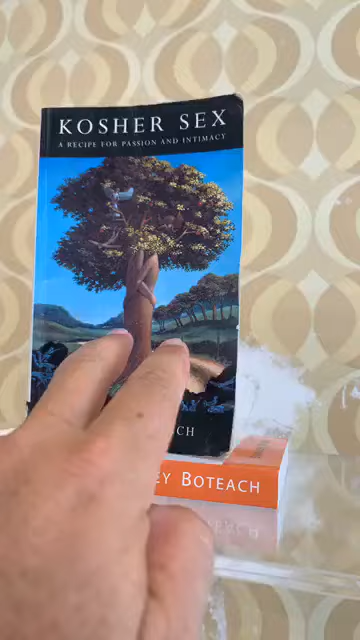 KOSHER SEX
A RECIPE FOR PASSION AND INTIMACY
CH
EY BOTEACH